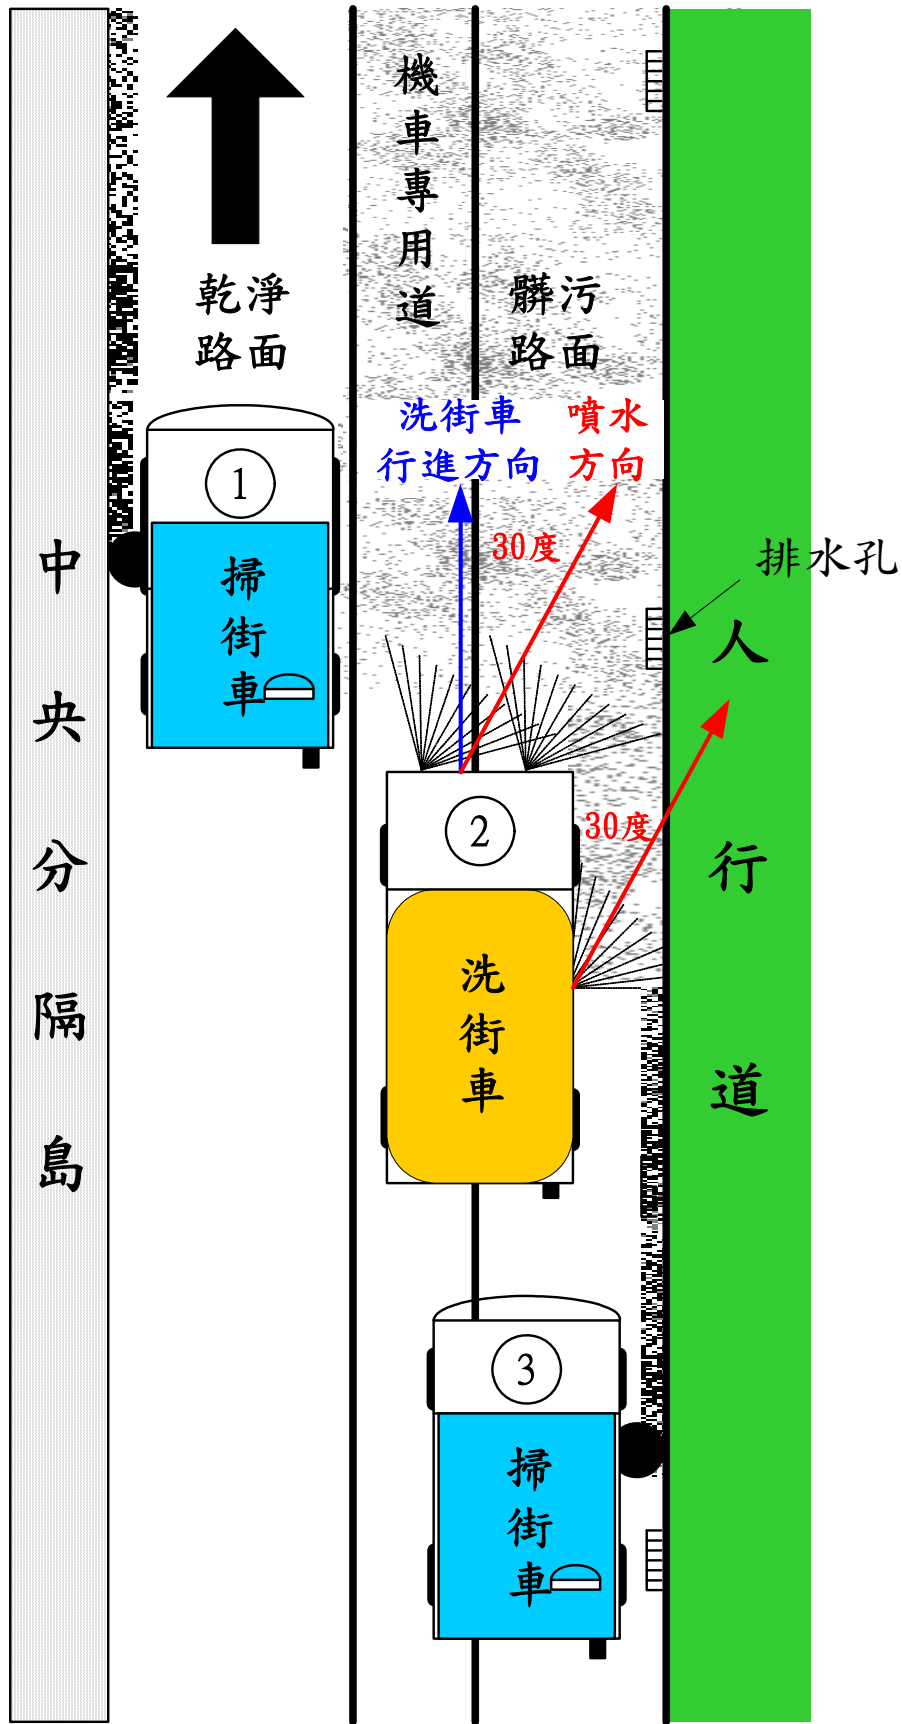 機車專用道
乾淨
路面
髒污
路面
洗街車
行進方向
噴水
方向
1
30度
中央分隔島
掃街車
排水孔
人行道
2
30度
洗街車
3
掃街車